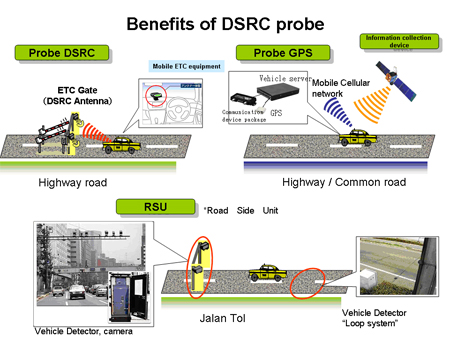 Benefits of DSRC probe
Information collection
device
Probe DSRC
Probe GPS
Mobile ETC equipment
ETC Gate
(DSRC Antenna)
Vehicle server
Mobile Cellular
network
Communication
device package
GPS
Highway road
Highway / Common road
RSU
*Road Side Unit
Vehicle Detector, camera
Jalan Tol
Vehicle Detector
"Loop system"